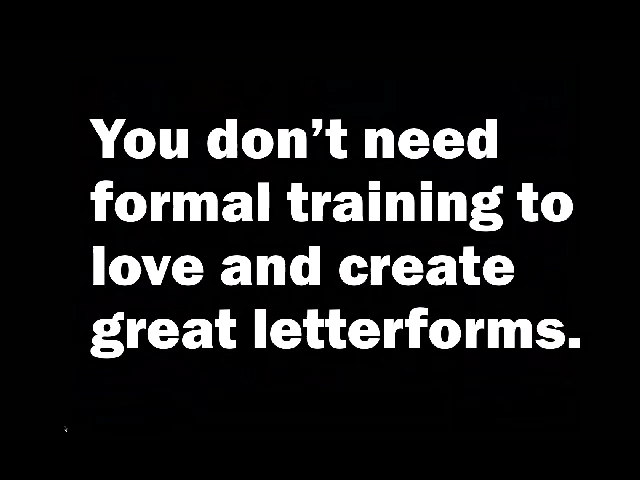 You don’t need
formal training to
love and create
great letterforms.